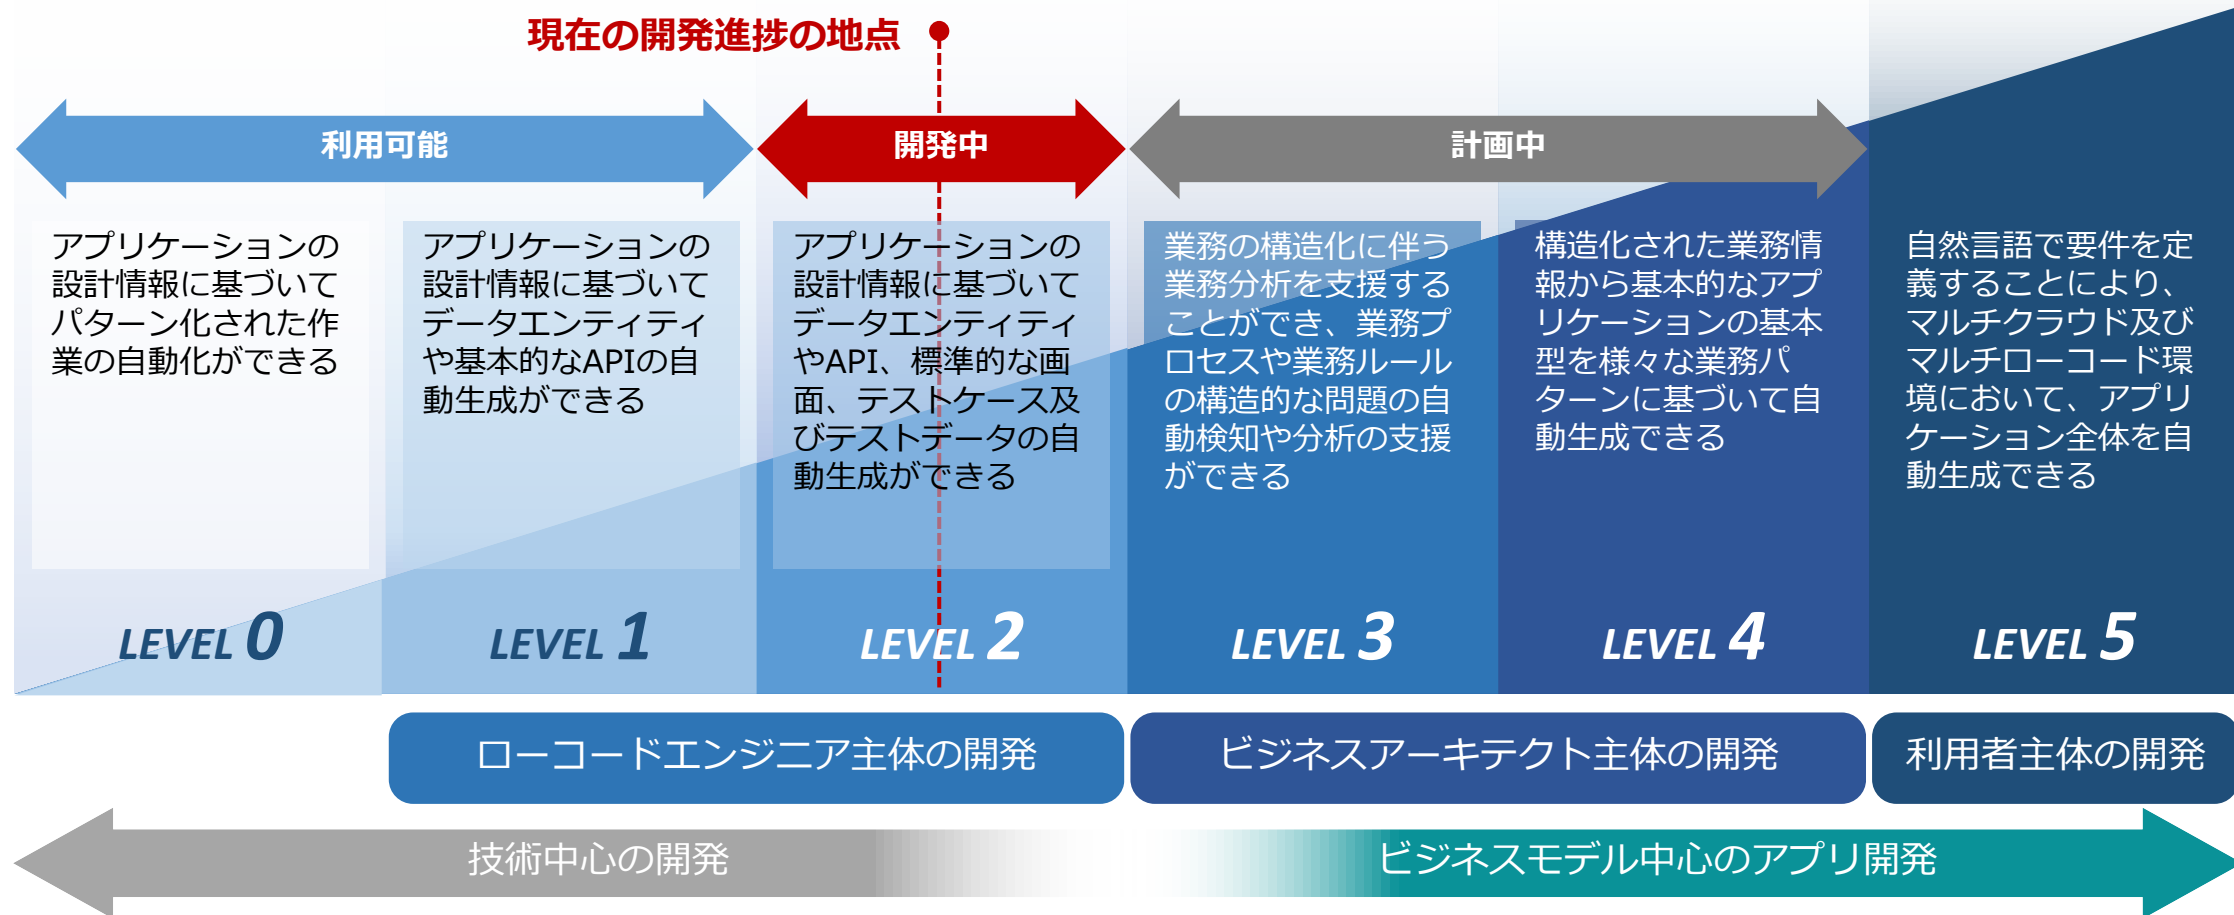 現在の開発進捗の地点
利用可能
開発中
計画中
アプリケーションの
設計情報に基づいて
パターン化された作
業の自動化ができる
アプリケーションの
設計情報に基づいて
データエンティティ
や基本的なAPIの自
動生成ができる
アプリケーションの
設計情報に基づいて
データエンティティ
やAPI、標準的な画
面、テストケース及
びテストデータの自
動生成ができる
業務の構造化に伴う
業務分析を支援する
ことができ、業務プ
ロセスや業務ルール
の構造的な問題の自
動検知や分析の支援
ができる
構造化された業務情
報から基本的なアプ
リケーションの基本
型を様々な業務パ
ターンに基づいて自
動生成できる
自然言語で要件を定
義することにより、
マルチクラウド及び
マルチローコード環
境において、アプリ
ケーション全体を自
動生成できる
LEVEL 0
LEVEL 1
LEVEL 2
LEVEL 3
LEVEL 4
LEVEL 5
ローコードエンジニア主体の開発
ビジネスアーキテクト主体の開発
利用者主体の開発
技術中心の開発
ビジネスモデル中心のアプリ開発